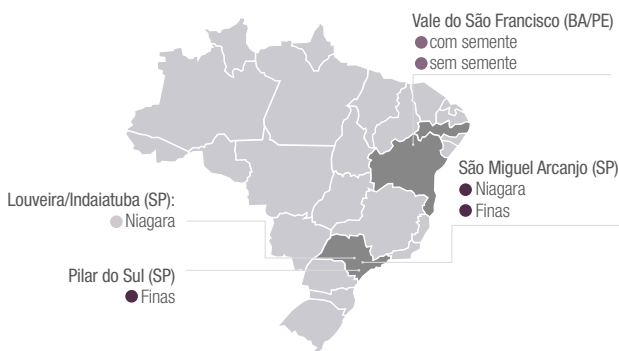 Vale do São Francisco (BA/PE)
com semente
sem semente
São Miguel Arcanjo (SP)
Niagara
Finas
Louveira/Indaiatuba (SP):
Niagara
Pilar do Sul (SP)
Finas